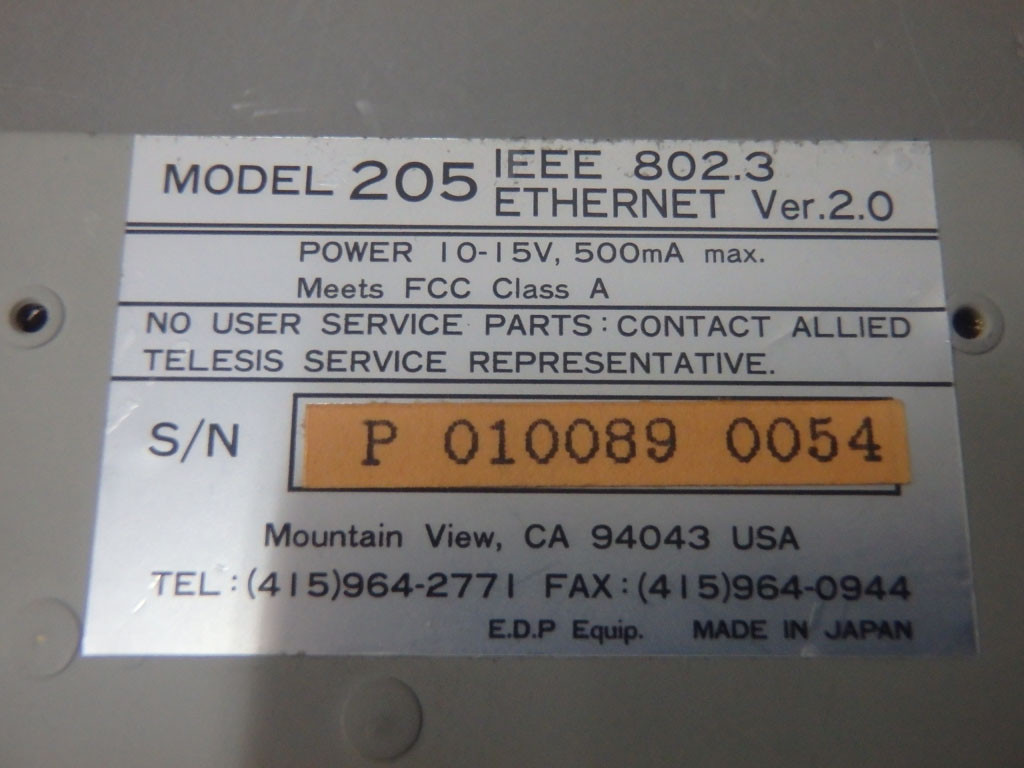 MODEL 205 IEEE 802.3
ETHERNET Ver.2.0
POWER 10-15V, 500mA max.
Meets FCC Class A
NO USER SERVICE PARTS : CONTACT ALLIED
TELESIS SERVICE REPRESENTATIVE.
S/N P 010089 0054
Mountain View, CA 94043 USA
TEL : (415)964-2771 FAX : (415)964-0944
E.D.P Equip. MADE IN JAPAN